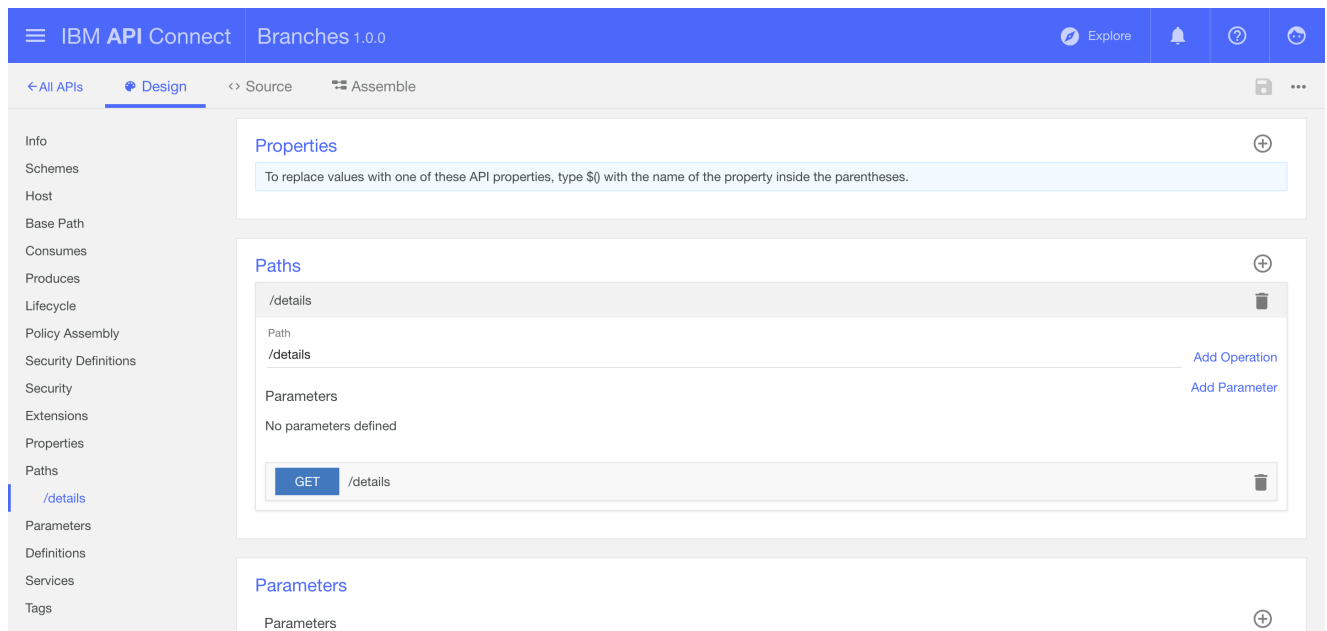 IBM API Connect
Branches 1.0.0
Explore
All APIs
Design
Source
Assemble
Info
Schemes
Host
Base Path
Consumes
Produces
Lifecycle
Policy Assembly
Security Definitions
Security
Extensions
Properties
Paths
/details
Parameters
Definitions
Services
Tags
Properties
To replace values with one of these API properties, type $() with the name of the property inside the parentheses.
Paths
/details
Path
/details
Add Operation
Add Parameter
Parameters
No parameters defined
GET /details
Parameters
Parameters